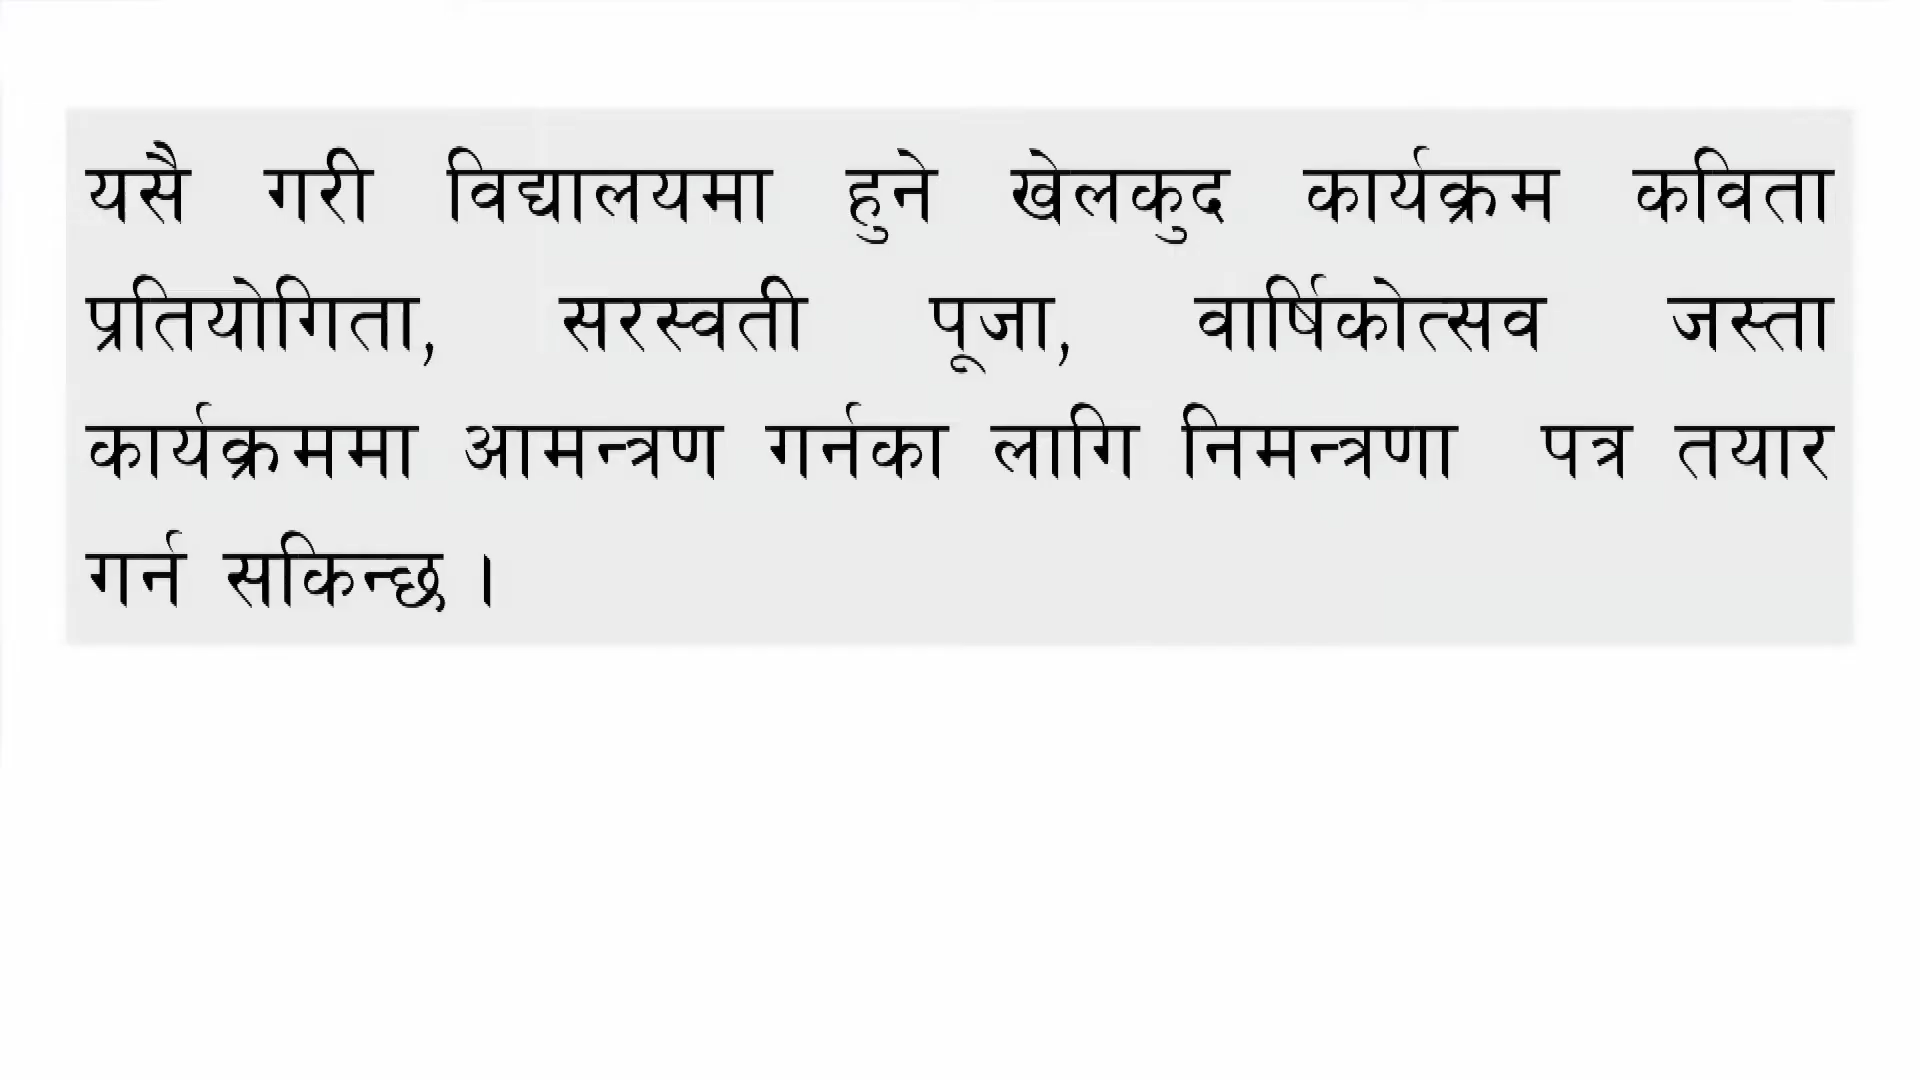 यसै गरी विद्यालयमा हुने खेलकुद कार्यक्रम कविता
प्रतियोगिता, सरस्वती पूजा, वार्षिकोत्सव जस्ता
कार्यक्रममा आमन्त्रण गर्नका लागि निमन्त्रणा पत्र तयार
गर्न सकिन्छ ।